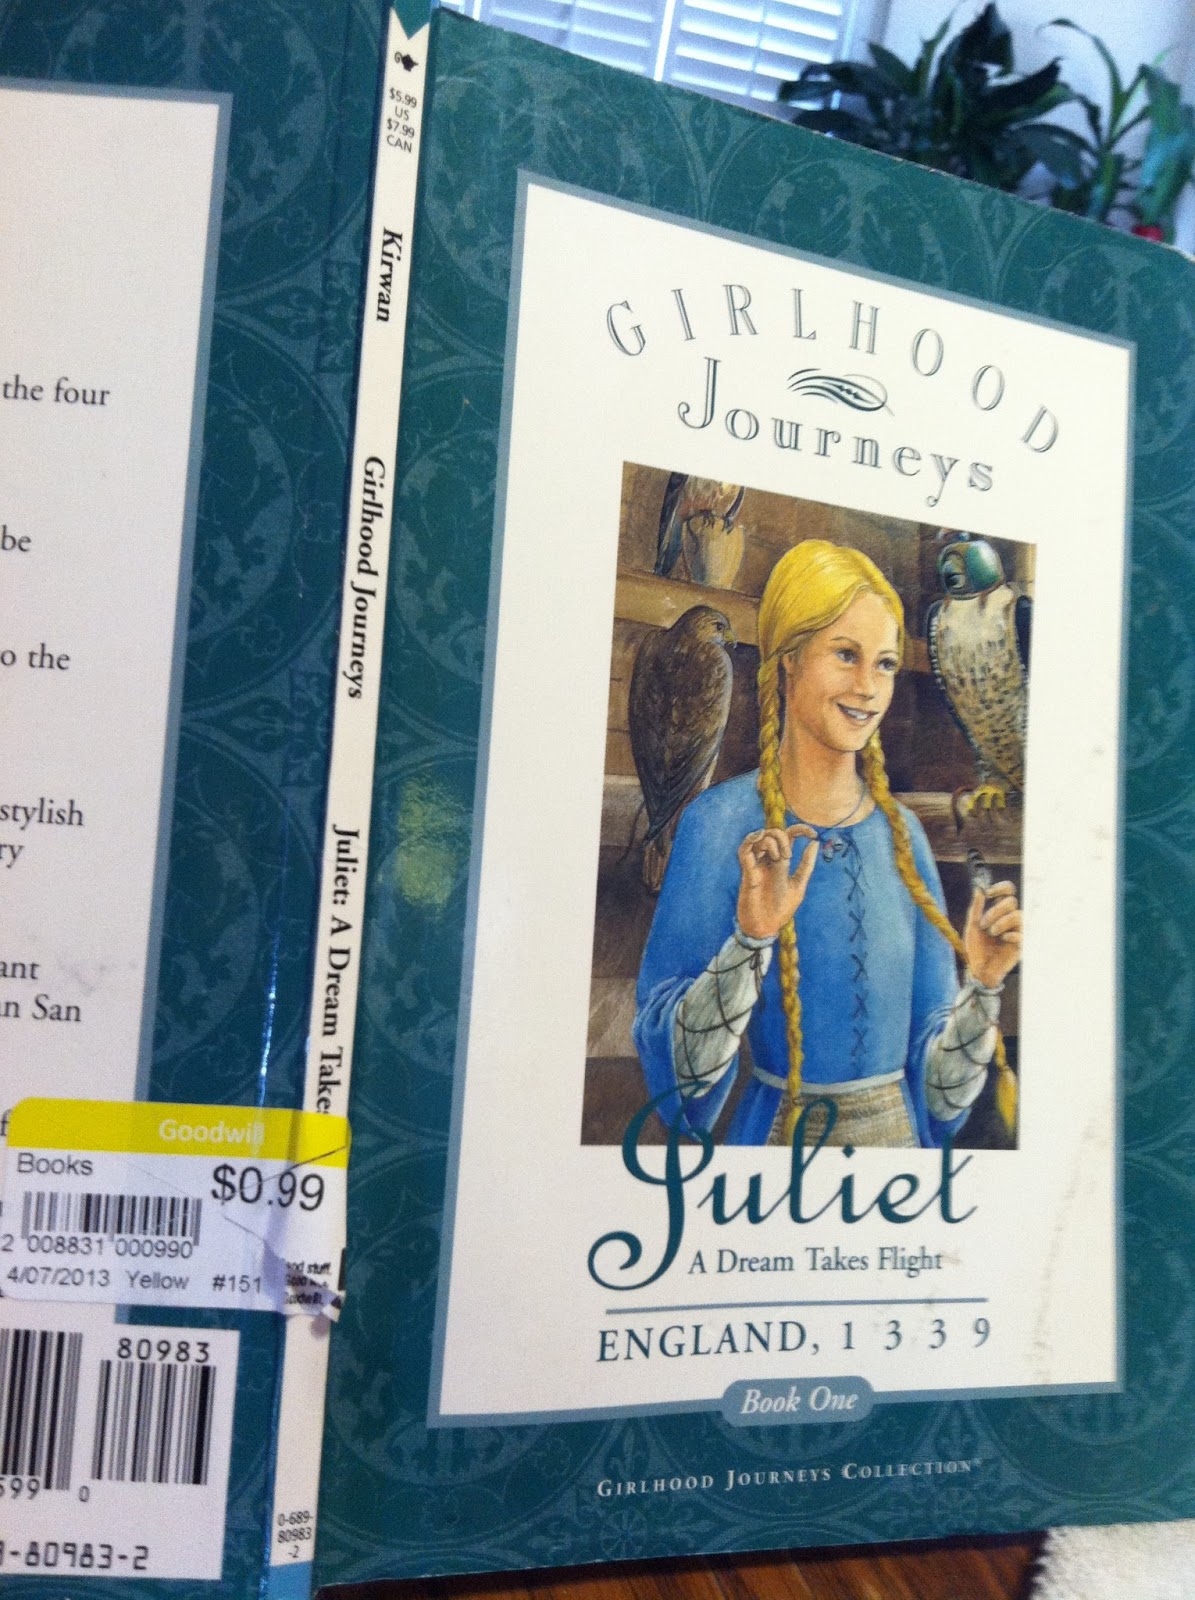 the four
be
o the
stylish
ry
ant
n San
f
Goodwill
Books
$0.99
2 008831 000990
4/07/2013 Yellow #151
80983
599 0
-80983-2
G
$5.99
US
$7.99
CAN
Kirwan
Girlhood Journeys
Juliet: A Dream Takes
0-689-
80983
-2
GIRLHOOD
Journeys
Juliet
A Dream Takes Flight
ENGLAND, 1339
Book One
GIRLHOOD JOURNEYS COLLECTION